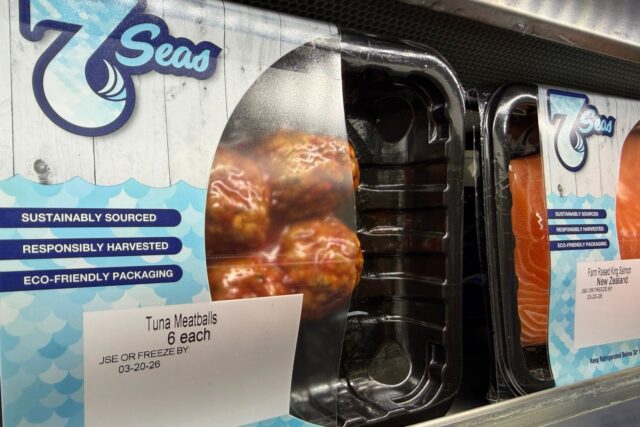 7 Seas
SUSTAINABLY SOURCED
RESPONSIBLY HARVESTED
ECO-FRIENDLY PACKAGING
Tuna Meatballs
6 each
JSE OR FREEZE BY:
03-20-26
7 Seas
SUSTAINABLY SOURCED
RESPONSIBLY HARVESTED
ECO-FRIENDLY PACKAGING
Farm Raised King Salmon
New Zealand
JSE OR FREEZE BY:
03-20-26
Keep Refrigerated Below 38°